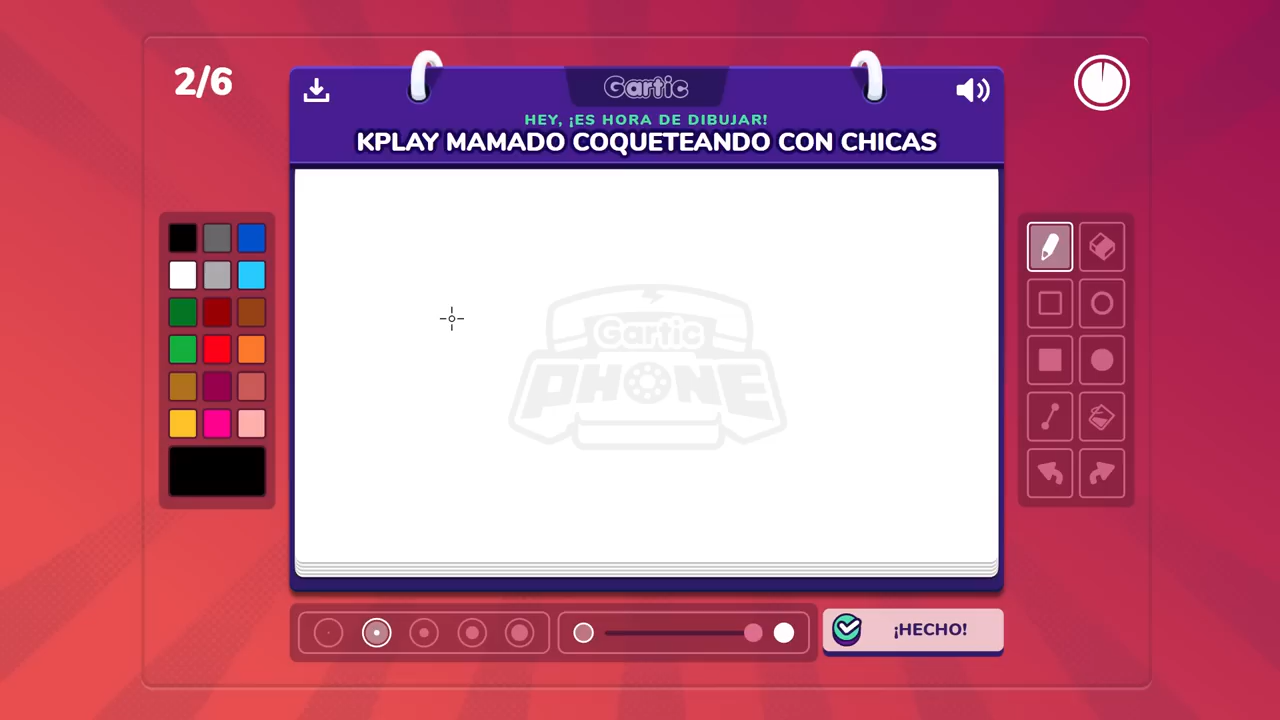 2/6
Gartic
HEY, ¡ES HORA DE DIBUJAR!
KPLAY MAMADO COQUETEANDO CON CHICAS
Gartic
PHONE
¡HECHO!